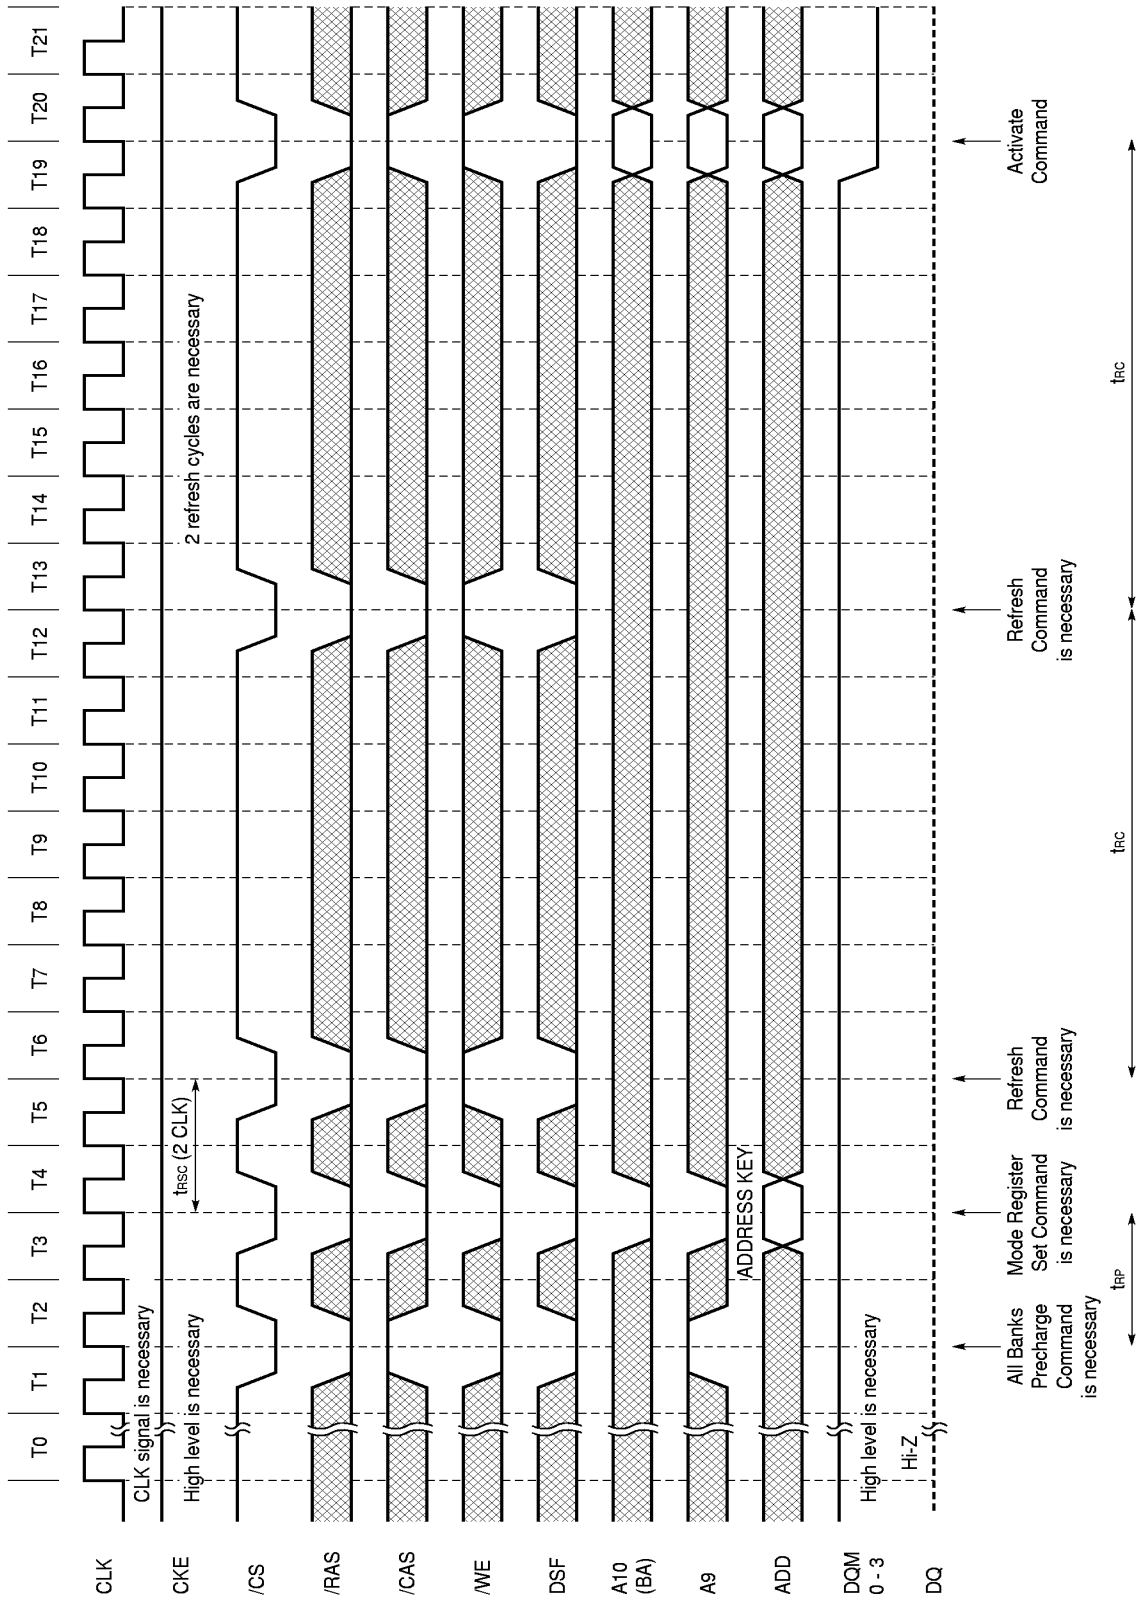 T0 T1 T2 T3 T4 T5 T6 T7 T8 T9 T10 T11 T12 T13 T14 T15 T16 T17 T18 T19 T20 T21
CLK
CLK signal is necessary
CKE
High level is necessary
tRSC (2 CLK)
2 refresh cycles are necessary
/CS
/RAS
/CAS
/WE
DSF
A10
(BA)
A9
ADDRESS KEY
ADD
DQM
0 - 3
High level is necessary
Hi-Z
DQ
All Banks
Precharge
Command
is necessary
Mode Register
Set Command
is necessary
Refresh
Command
is necessary
Refresh
Command
is necessary
Activate
Command
tRP
tRC
tRC